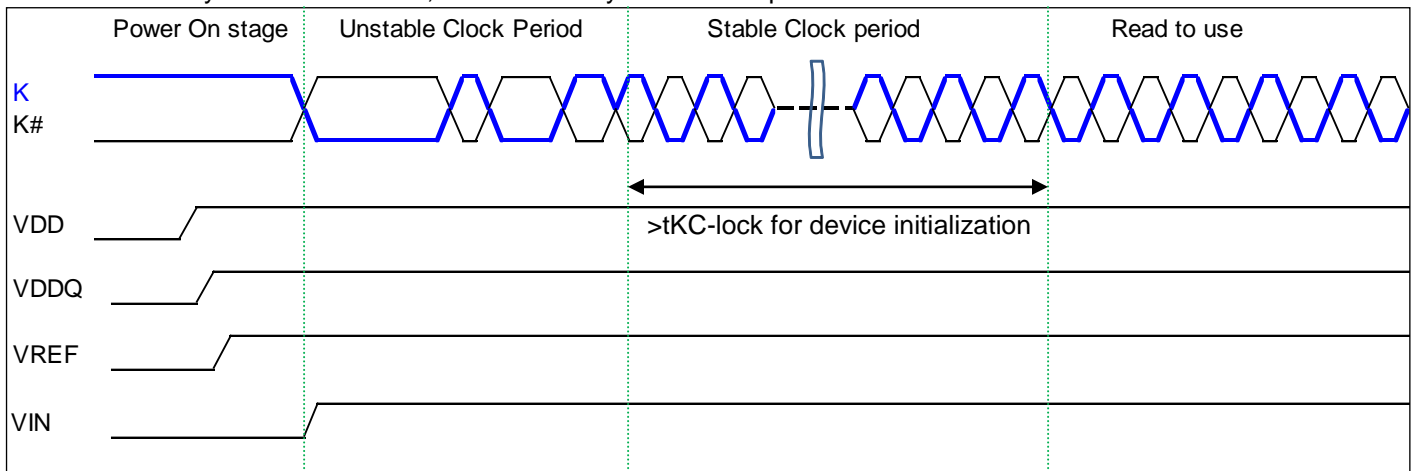 Power On stage Unstable Clock Period Stable Clock period Read to use
K
K#
VDD
>tKC-lock for device initialization
VDDQ
VREF
VIN